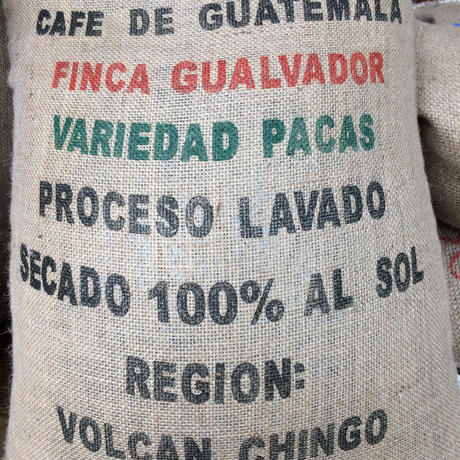 CAFE DE GUATEMALA
FINCA GUALVADOR
VARIEDAD PACAS
PROCESO LAVADO
SECADO 100% AL SOL
REGION:
VOLCAN CHINGO